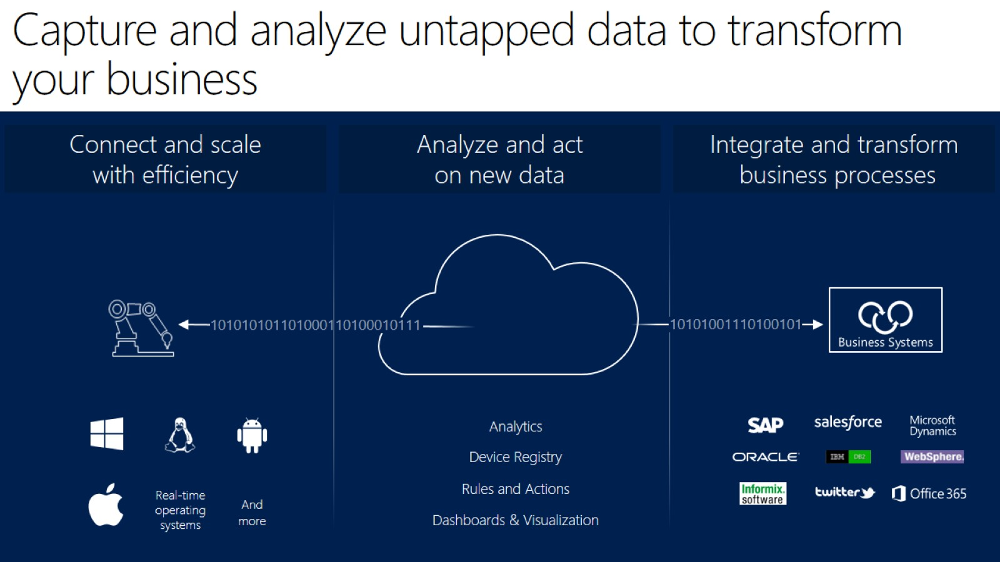 Capture and analyze untapped data to transform
your business
Connect and scale
with efficiency
Analyze and act
on new data
Integrate and transform
business processes
101010101101000110100010111
10101001110100101
Business Systems
Real-time
operating
systems
And
more
Analytics
Device Registry
Rules and Actions
Dashboards & Visualization
SAP
salesforce
Microsoft
Dynamics
ORACLE
IBM DB2
WebSphere.
Informix.
software
twitter
Office 365